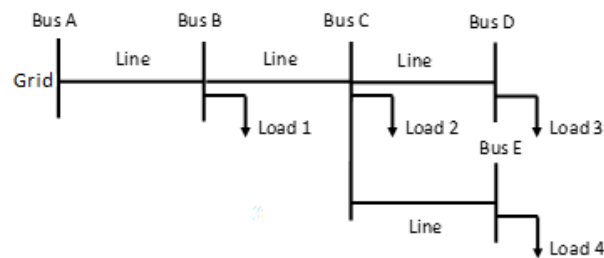 Bus A
Bus B
Bus C
Bus D
Line
Line
Line
Grid
Load 1
Load 2
Load 3
Bus E
Line
Load 4